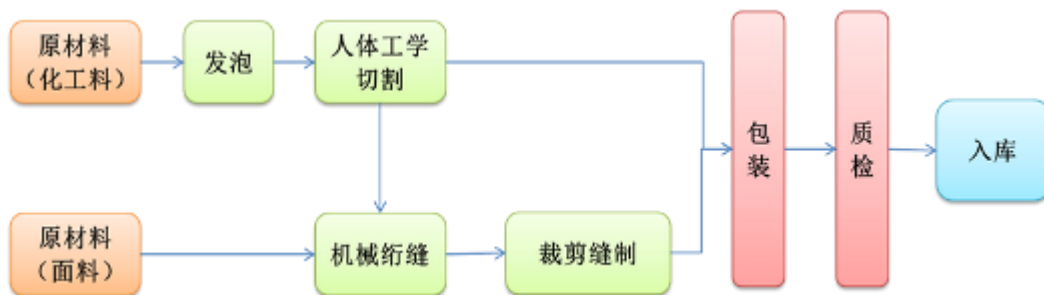 原材料
（化工料）
发泡
人体工学
切割
原材料
（面料）
机械绗缝
裁剪缝制
包
装
质
检
入库